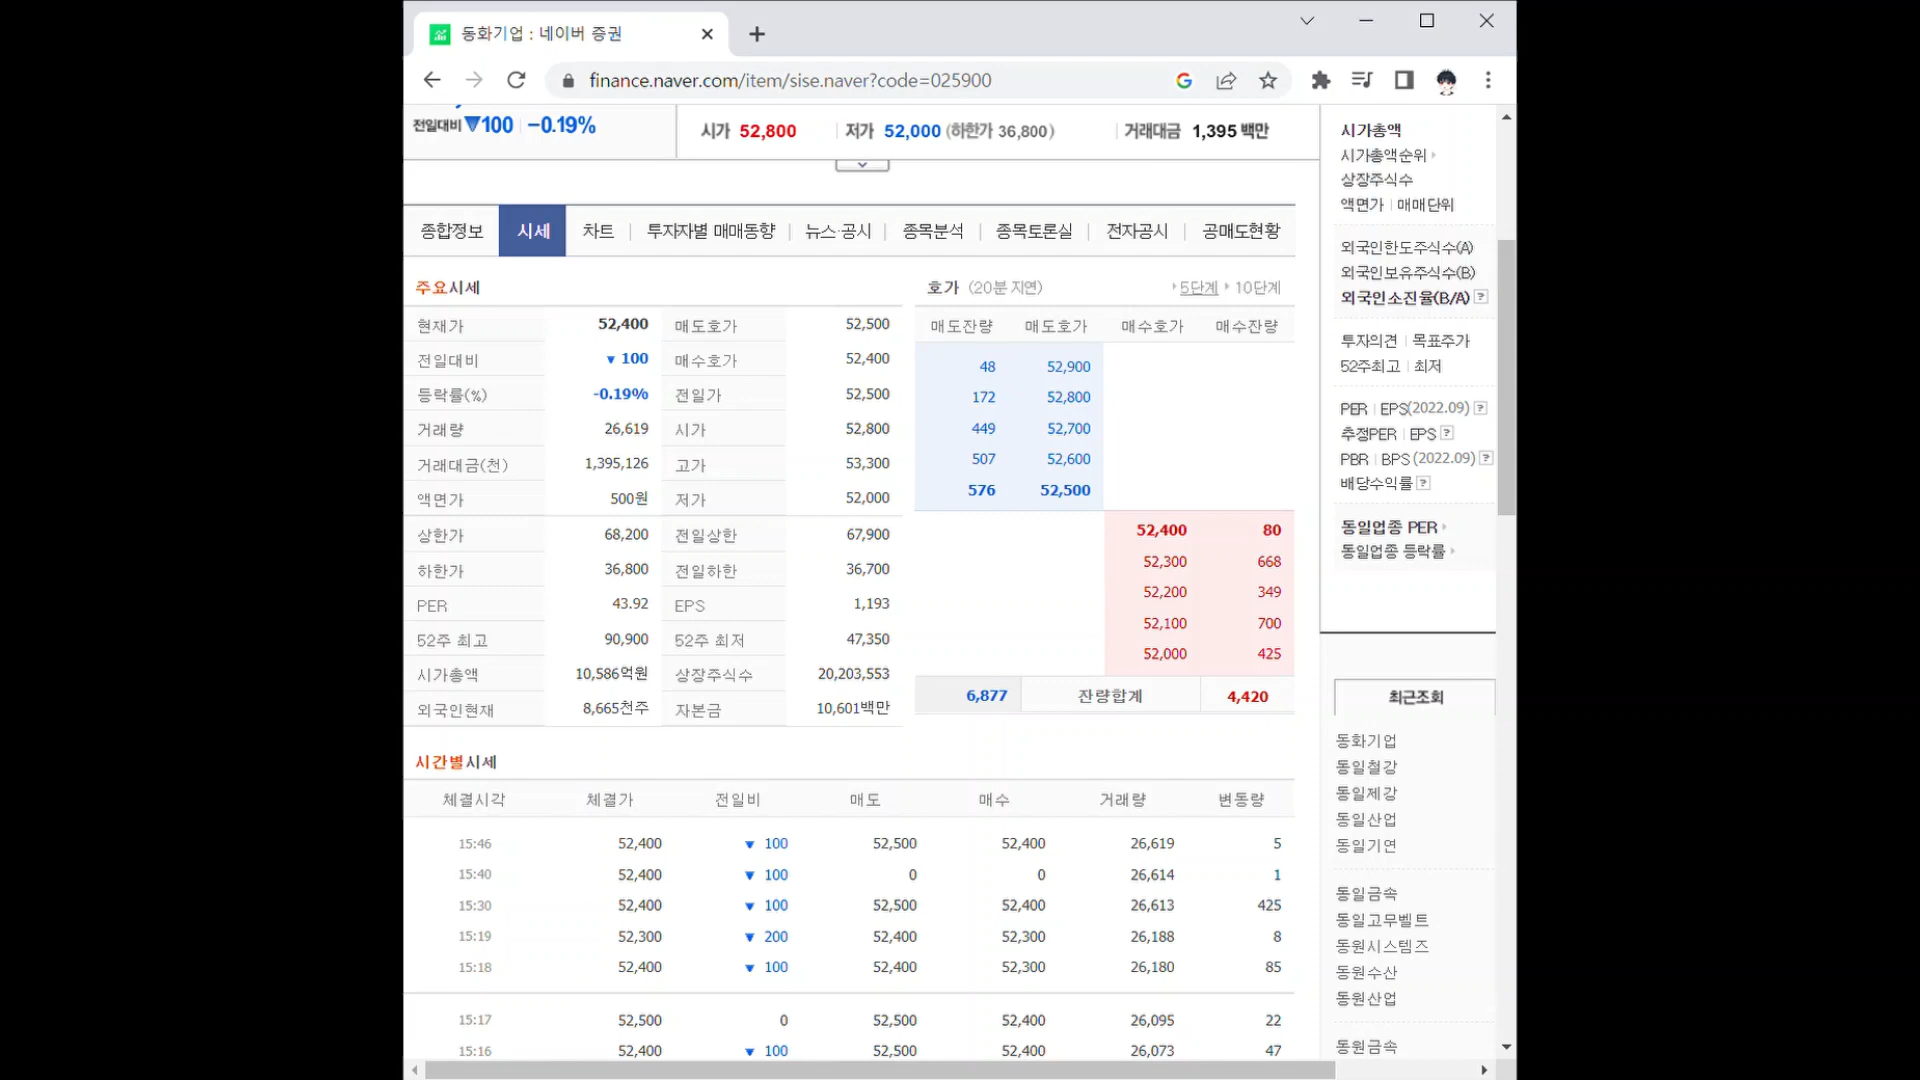 동화기업 : 네이버 증권
finance.naver.com/item/sise.naver?code=025900
전일대비 ▼100 | -0.19%
시가 52,800 저가 52,000 (하한가 36,800) 거래대금 1,395 백만
종합정보 시세 차트 투자자별 매매동향 뉴스·공시 종목분석 종목토론실 전자공시 공매도현황
주요시세
현재가 52,400 매도호가 52,500
전일대비 ▼ 100 매수호가 52,400
등락률(%) -0.19% 전일가 52,500
거래량 26,619 시가 52,800
거래대금(천) 1,395,126 고가 53,300
액면가 500원 저가 52,000
상한가 68,200 전일상한 67,900
하한가 36,800 전일하한 36,700
PER 43.92 EPS 1,193
52주 최고 90,900 52주 최저 47,350
시가총액 10,586억원 상장주식수 20,203,553
외국인현재 8,665천주 자본금 10,601백만
호가 (20분 지연) 5단계 10단계
매도잔량 매도호가 매수호가 매수잔량
48 52,900
172 52,800
449 52,700
507 52,600
576 52,500
52,400 80
52,300 668
52,200 349
52,100 700
52,000 425
6,877 잔량합계 4,420
시간별시세
체결시각 체결가 전일비 매도 매수 거래량 변동량
15:46 52,400 ▼ 100 52,500 52,400 26,619 5
15:40 52,400 ▼ 100 0 0 26,614 1
15:30 52,400 ▼ 100 52,500 52,400 26,613 425
15:19 52,300 ▼ 200 52,400 52,300 26,188 8
15:18 52,400 ▼ 100 52,400 52,300 26,180 85
15:17 52,500 0 52,500 52,400 26,095 22
15:16 52,400 ▼ 100 52,500 52,400 26,073 47
시가총액
시가총액순위
상장주식수
액면가 | 매매단위
외국인한도주식수(A)
외국인보유주식수(B)
외국인소진율(B/A) ?
투자의견 | 목표주가
52주최고 | 최저
PER | EPS(2022.09) ?
추정PER | EPS ?
PBR | BPS (2022.09) ?
배당수익률 ?
동일업종 PER
동일업종 등락률
최근조회
동화기업
동일철강
동일제강
동일산업
동일기연
동일금속
동일고무벨트
동원시스템즈
동원수산
동원산업
동원금속